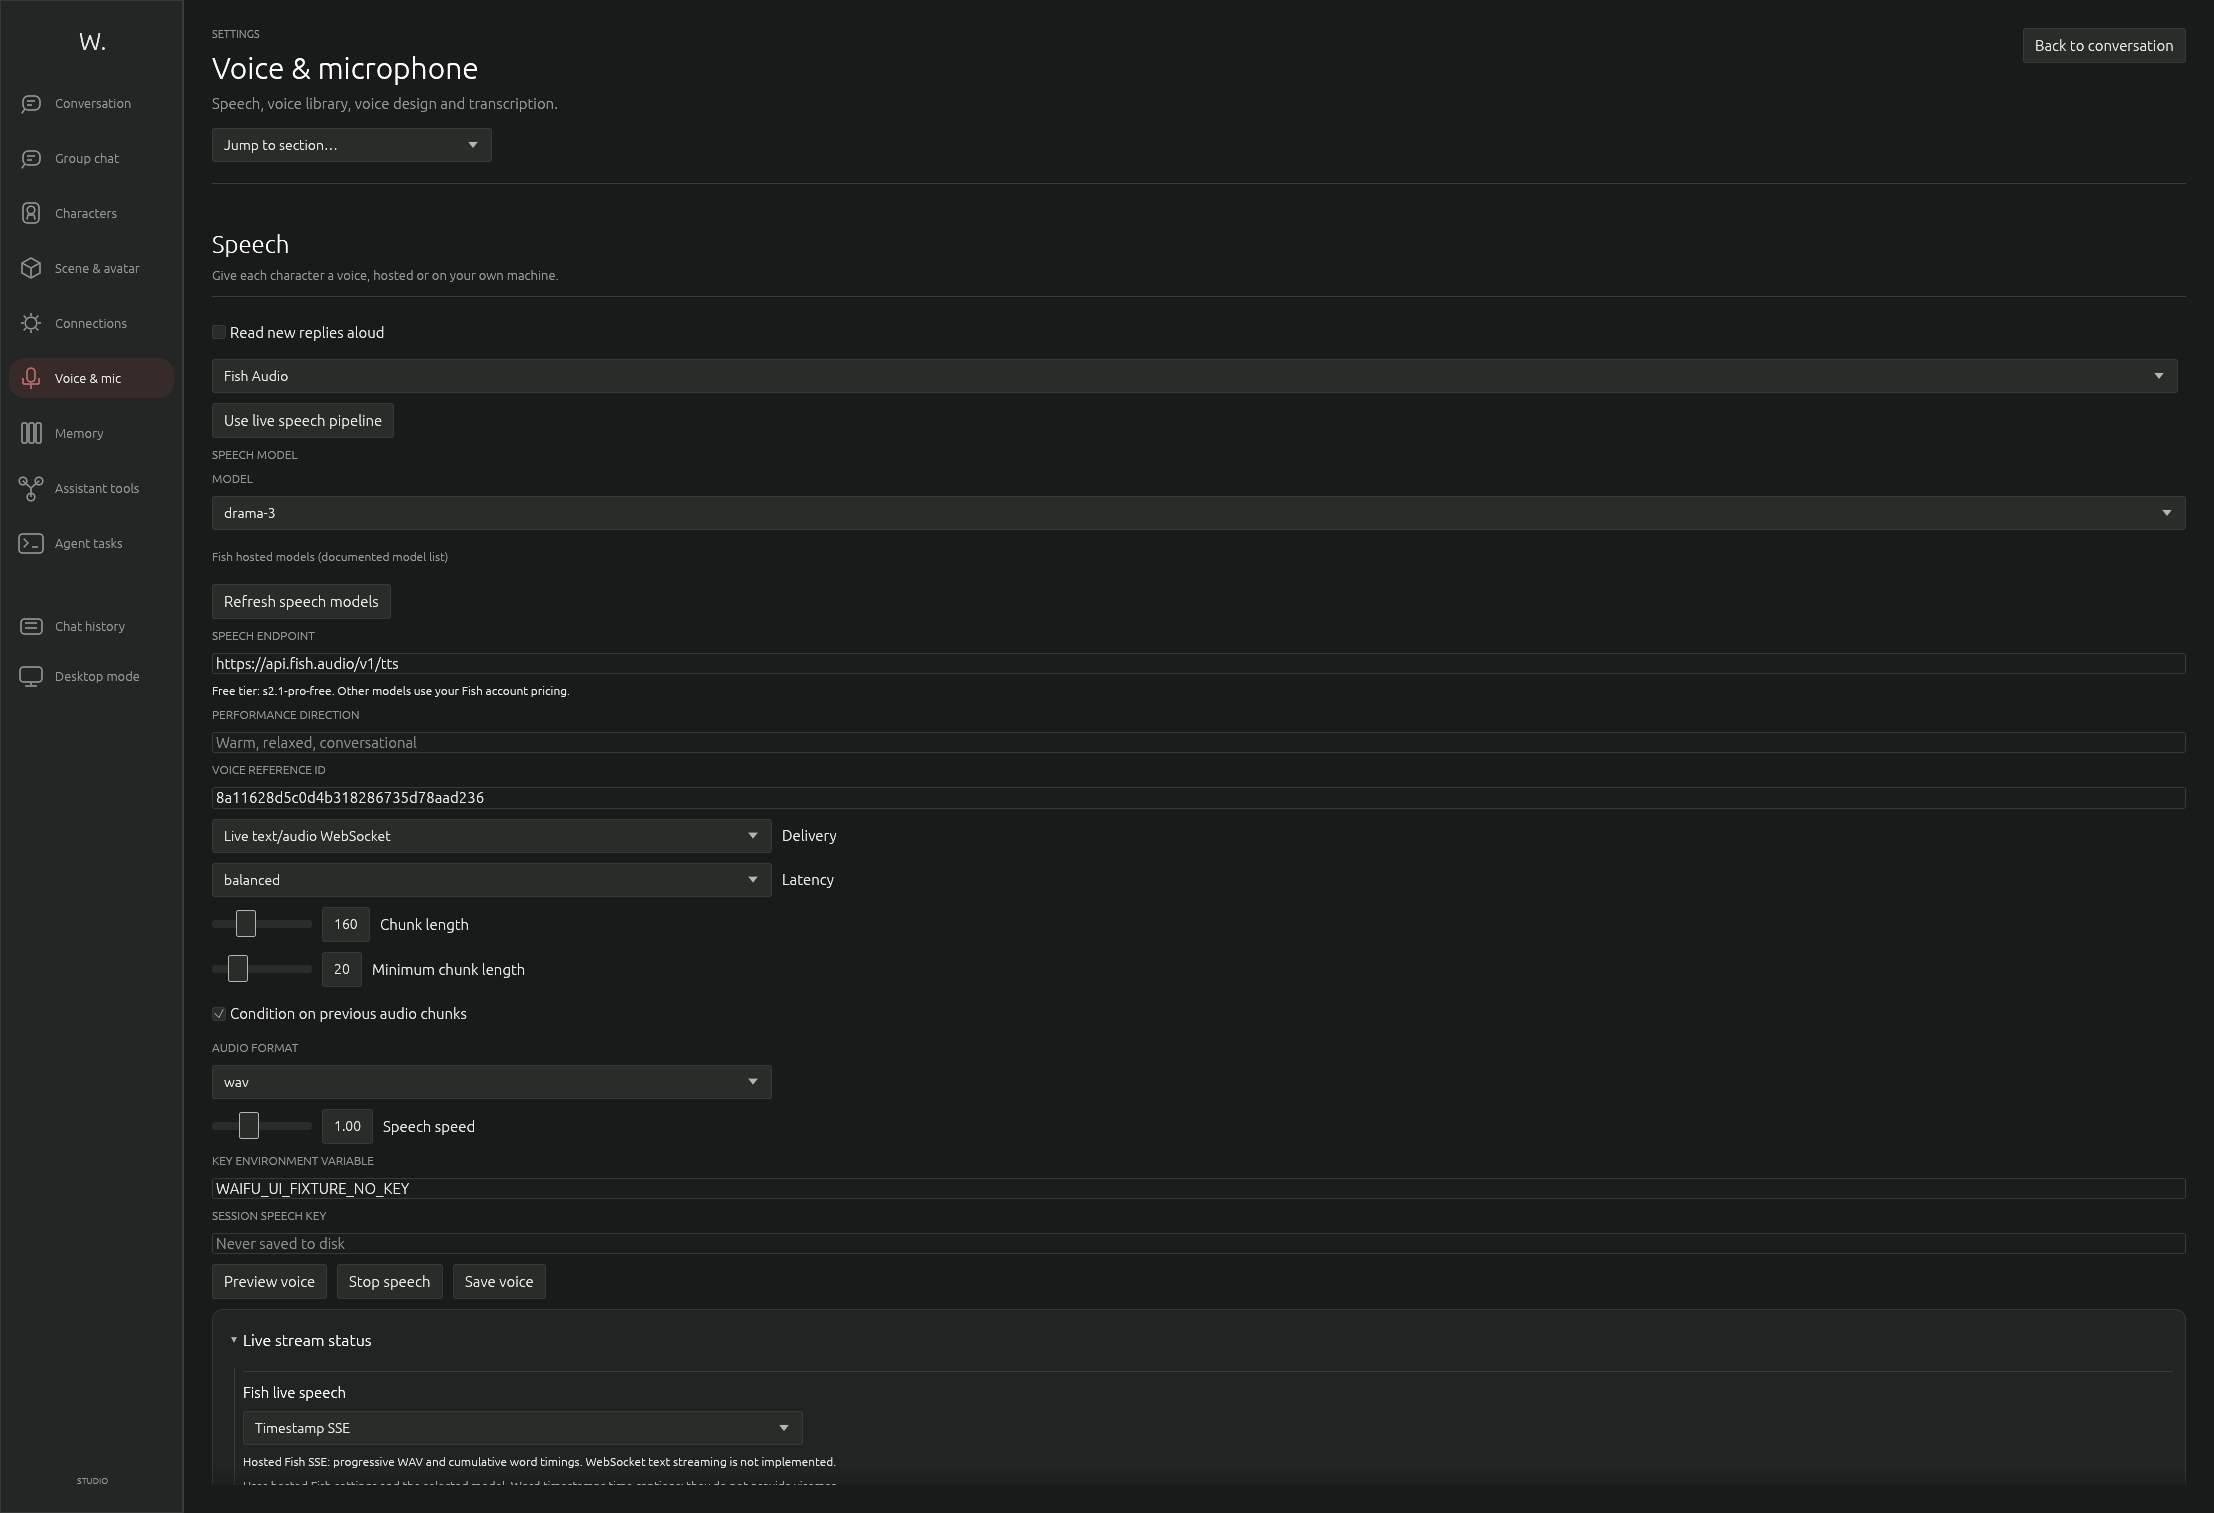 W.
Conversation
Group chat
Characters
Scene & avatar
Connections
Voice & mic
Memory
Assistant tools
Agent tasks
Chat history
Desktop mode
STUDIO
SETTINGS
Voice & microphone
Speech, voice library, voice design and transcription.
Back to conversation
Jump to section...
Speech
Give each character a voice, hosted or on your own machine.
Read new replies aloud
Fish Audio
Use live speech pipeline
SPEECH MODEL
MODEL
drama-3
Fish hosted models (documented model list)
Refresh speech models
SPEECH ENDPOINT
https://api.fish.audio/v1/tts
Free tier: s2.1-pro-free. Other models use your Fish account pricing.
PERFORMANCE DIRECTION
Warm, relaxed, conversational
VOICE REFERENCE ID
8a11628d5c0d4b318286735d78aad236
Live text/audio WebSocket Delivery
balanced Latency
160 Chunk length
20 Minimum chunk length
Condition on previous audio chunks
AUDIO FORMAT
wav
1.00 Speech speed
KEY ENVIRONMENT VARIABLE
WAIFU_UI_FIXTURE_NO_KEY
SESSION SPEECH KEY
Never saved to disk
Preview voice Stop speech Save voice
Live stream status
Fish live speech
Timestamp SSE
Hosted Fish SSE: progressive WAV and cumulative word timings. WebSocket text streaming is not implemented.